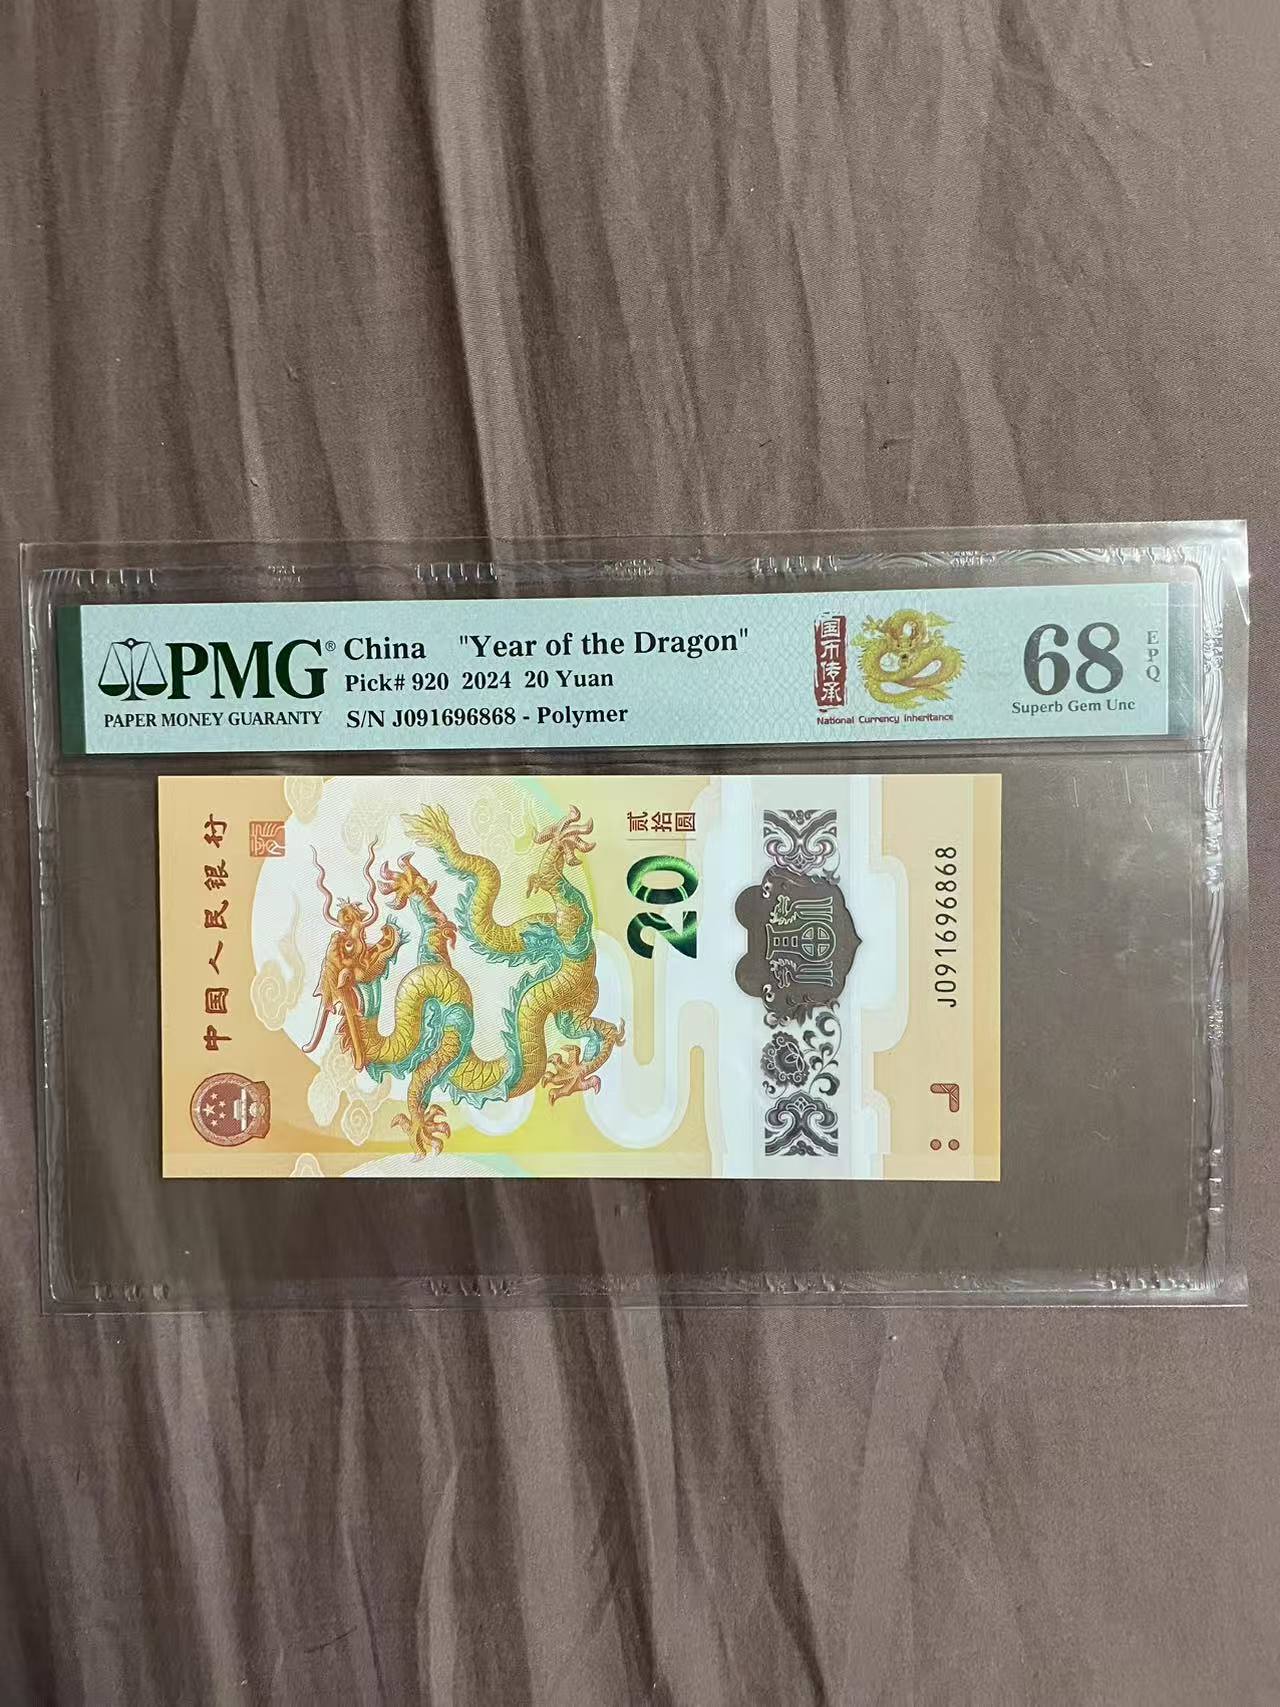 PMG®
PAPER MONEY GUARANTY
China "Year of the Dragon"
Pick# 920 2024 20 Yuan
S/N J091696868 - Polymer
国币传承
National Currency Inheritance
68
EPQ
Superb Gem Unc
中国人民银行
贰拾圆
20
J091696868